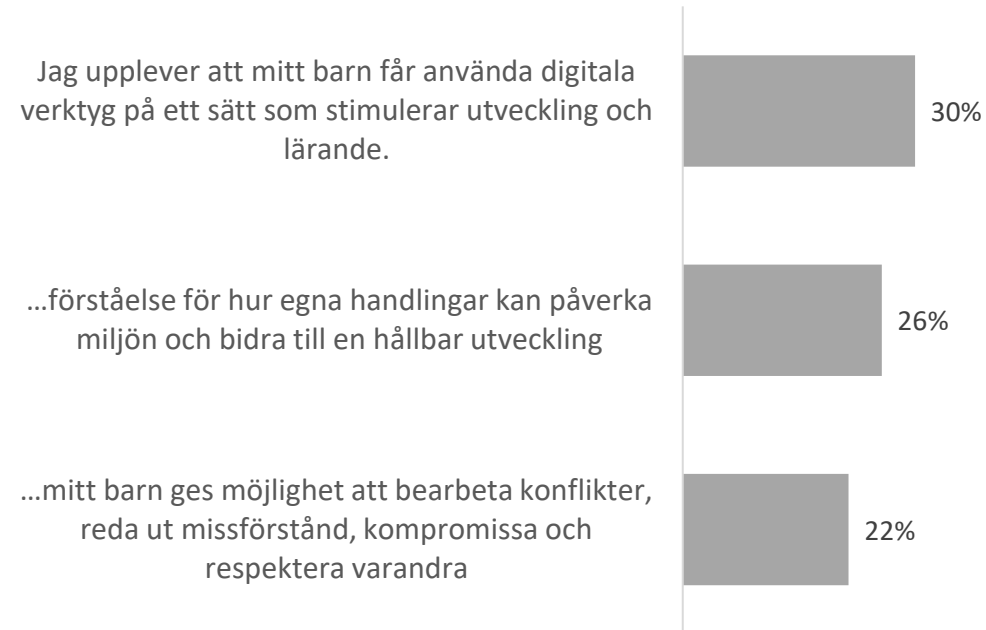 Jag upplever att mitt barn får använda digitala
verktyg på ett sätt som stimulerar utveckling och
lärande.
30%
…förståelse för hur egna handlingar kan påverka
miljön och bidra till en hållbar utveckling
26%
…mitt barn ges möjlighet att bearbeta konflikter,
reda ut missförstånd, kompromissa och
respektera varandra
22%